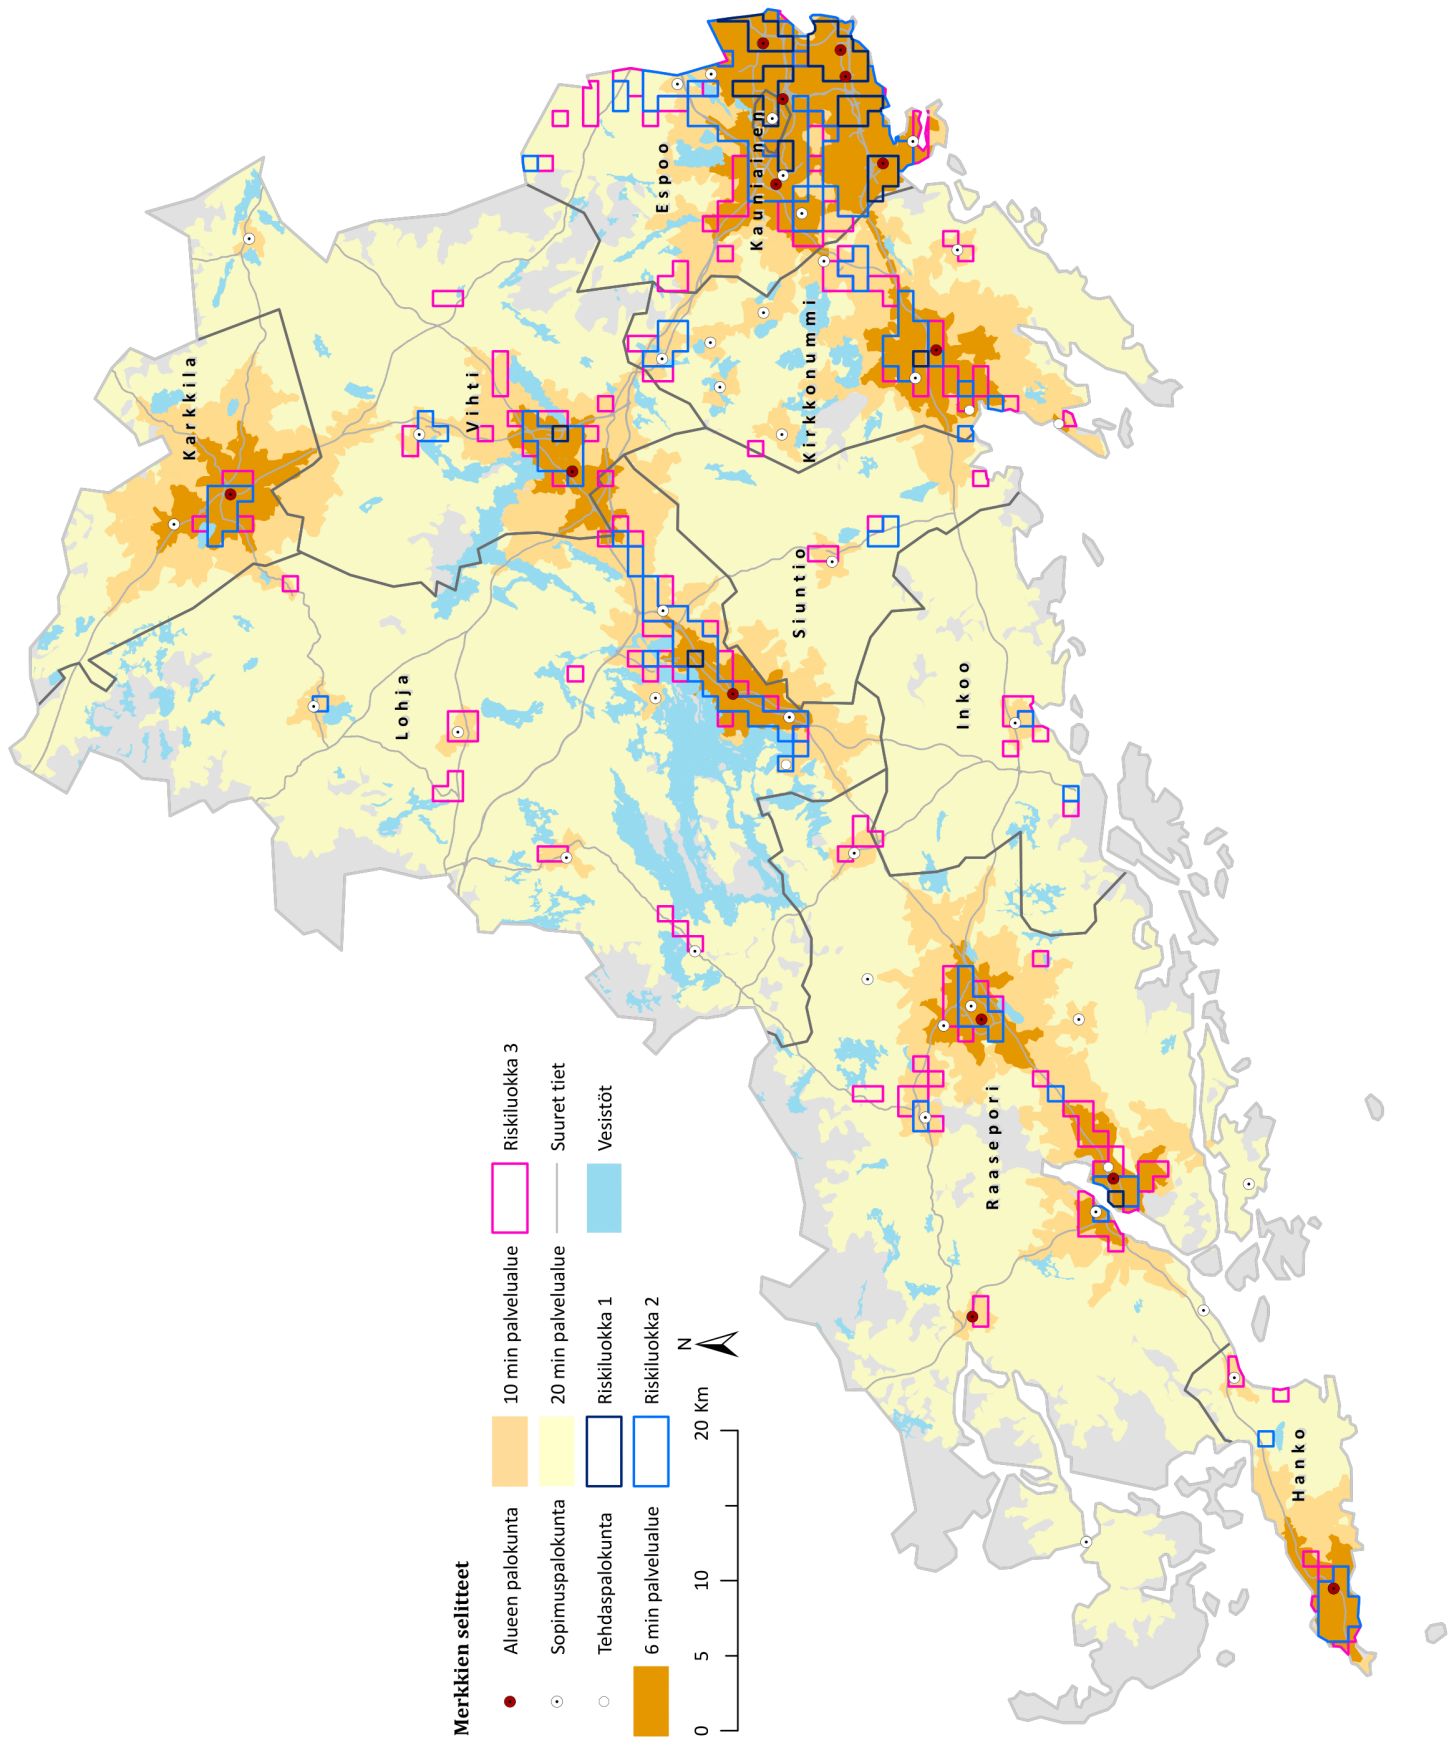 Karkkila
Vihti
Espoo
Kauniainen
Kirkkonummi
Lohja
Siuntio
Inkoo
Raasepori
Hanko
Merkkien selitteet
Alueen palokunta
Sopimuspalokunta
Tehdaspalokunta
6 min palvelualue
10 min palvelualue
20 min palvelualue
Riskiluokka 1
Riskiluokka 2
Riskiluokka 3
Suuret tiet
Vesistöt
N
0 5 10 20 Km